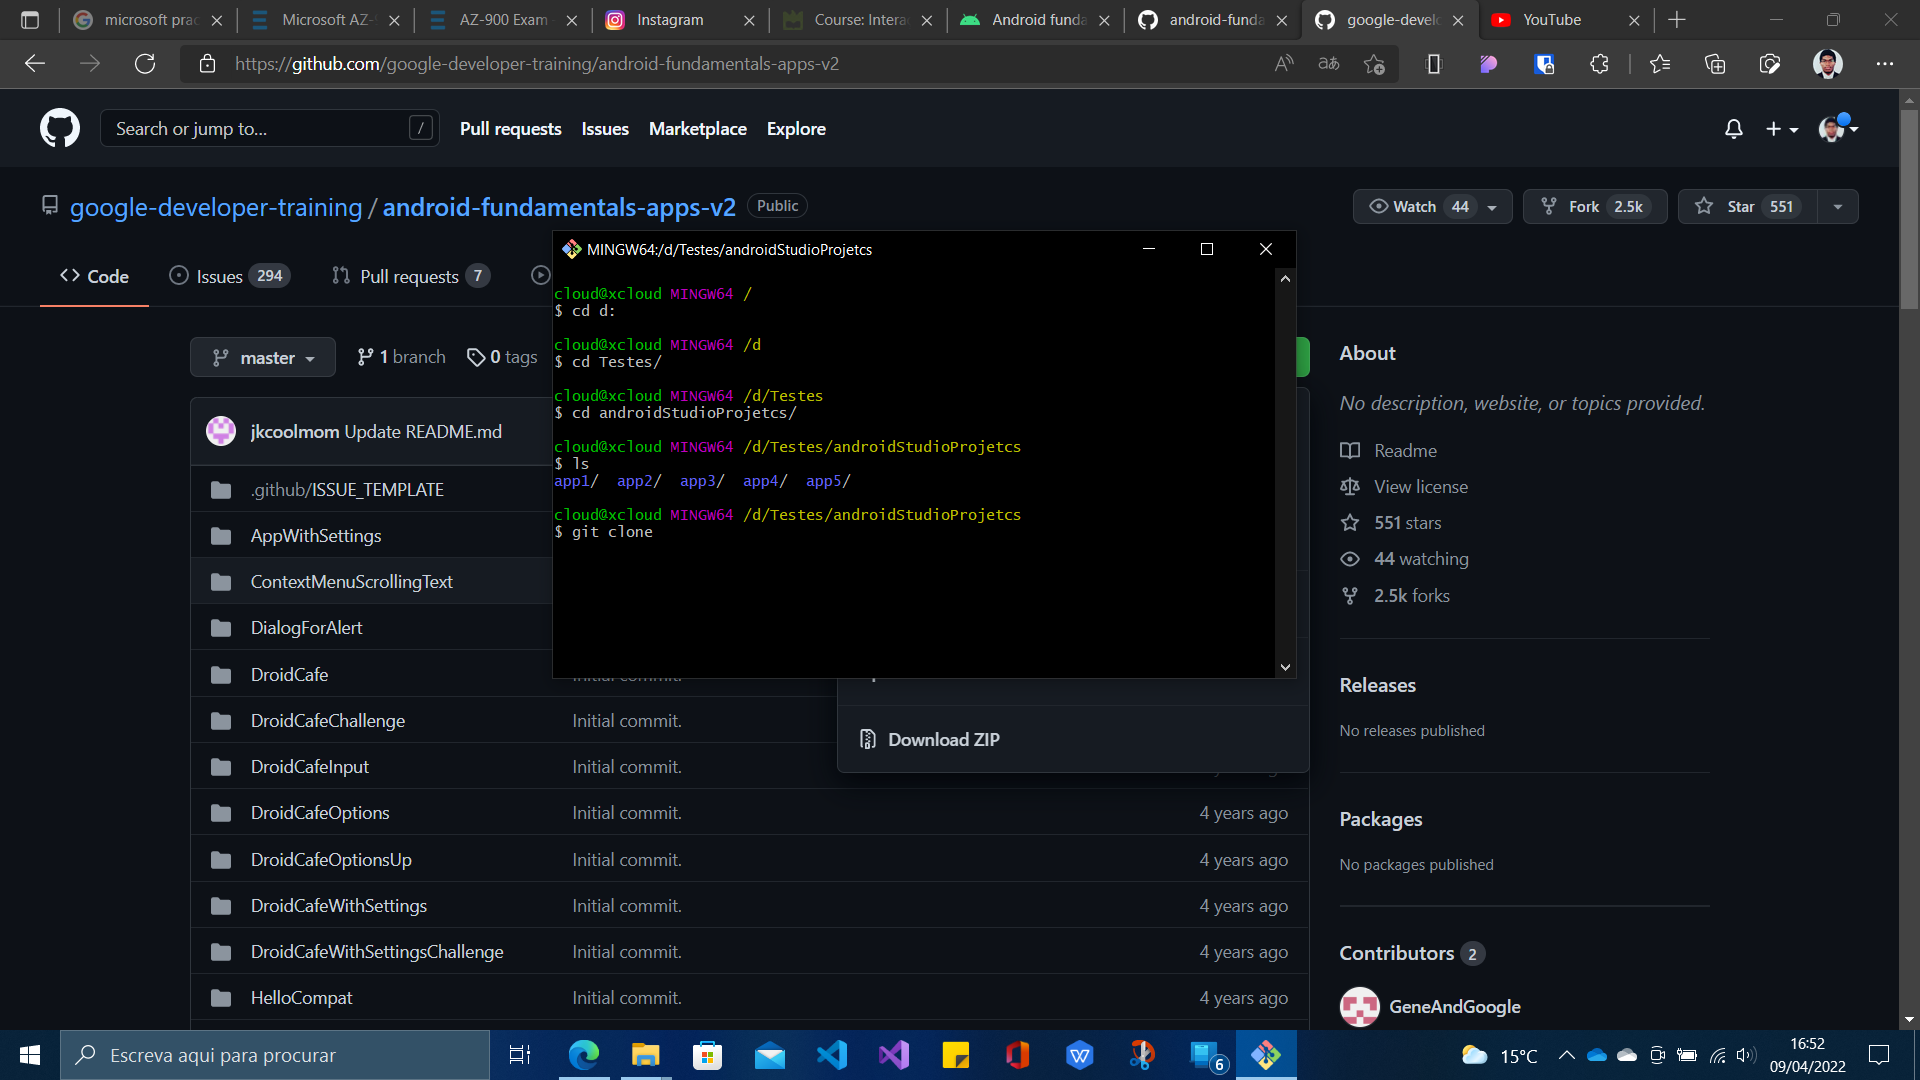 microsoft prac
Microsoft AZ-9
AZ-900 Exam
Instagram
Course: Intera
Android funda
android-funda
google-develo
YouTube
https://github.com/google-developer-training/android-fundamentals-apps-v2
Search or jump to...
/
Pull requests
Issues
Marketplace
Explore
google-developer-training / android-fundamentals-apps-v2 Public
Watch 44
Fork 2.5k
Star 551
Code
Issues 294
Pull requests 7
MINGW64:/d/Testes/androidStudioProjetcs
cloud@xcloud MINGW64 /
$ cd d:
cloud@xcloud MINGW64 /d
$ cd Testes/
cloud@xcloud MINGW64 /d/Testes
$ cd androidStudioProjetcs/
cloud@xcloud MINGW64 /d/Testes/androidStudioProjetcs
$ ls
app1/ app2/ app3/ app4/ app5/
cloud@xcloud MINGW64 /d/Testes/androidStudioProjetcs
$ git clone
master
1 branch
0 tags
jkcoolmom Update README.md
.github/ISSUE_TEMPLATE
AppWithSettings
ContextMenuScrollingText
DialogForAlert
DroidCafe Initial commit.
DroidCafeChallenge Initial commit.
DroidCafeInput Initial commit.
DroidCafeOptions Initial commit. 4 years ago
DroidCafeOptionsUp Initial commit. 4 years ago
DroidCafeWithSettings Initial commit. 4 years ago
DroidCafeWithSettingsChallenge Initial commit. 4 years ago
HelloCompat Initial commit. 4 years ago
Download ZIP
About
No description, website, or topics provided.
Readme
View license
551 stars
44 watching
2.5k forks
Releases
No releases published
Packages
No packages published
Contributors 2
GeneAndGoogle
Escreva aqui para procurar
6
15°C
16:52
09/04/2022